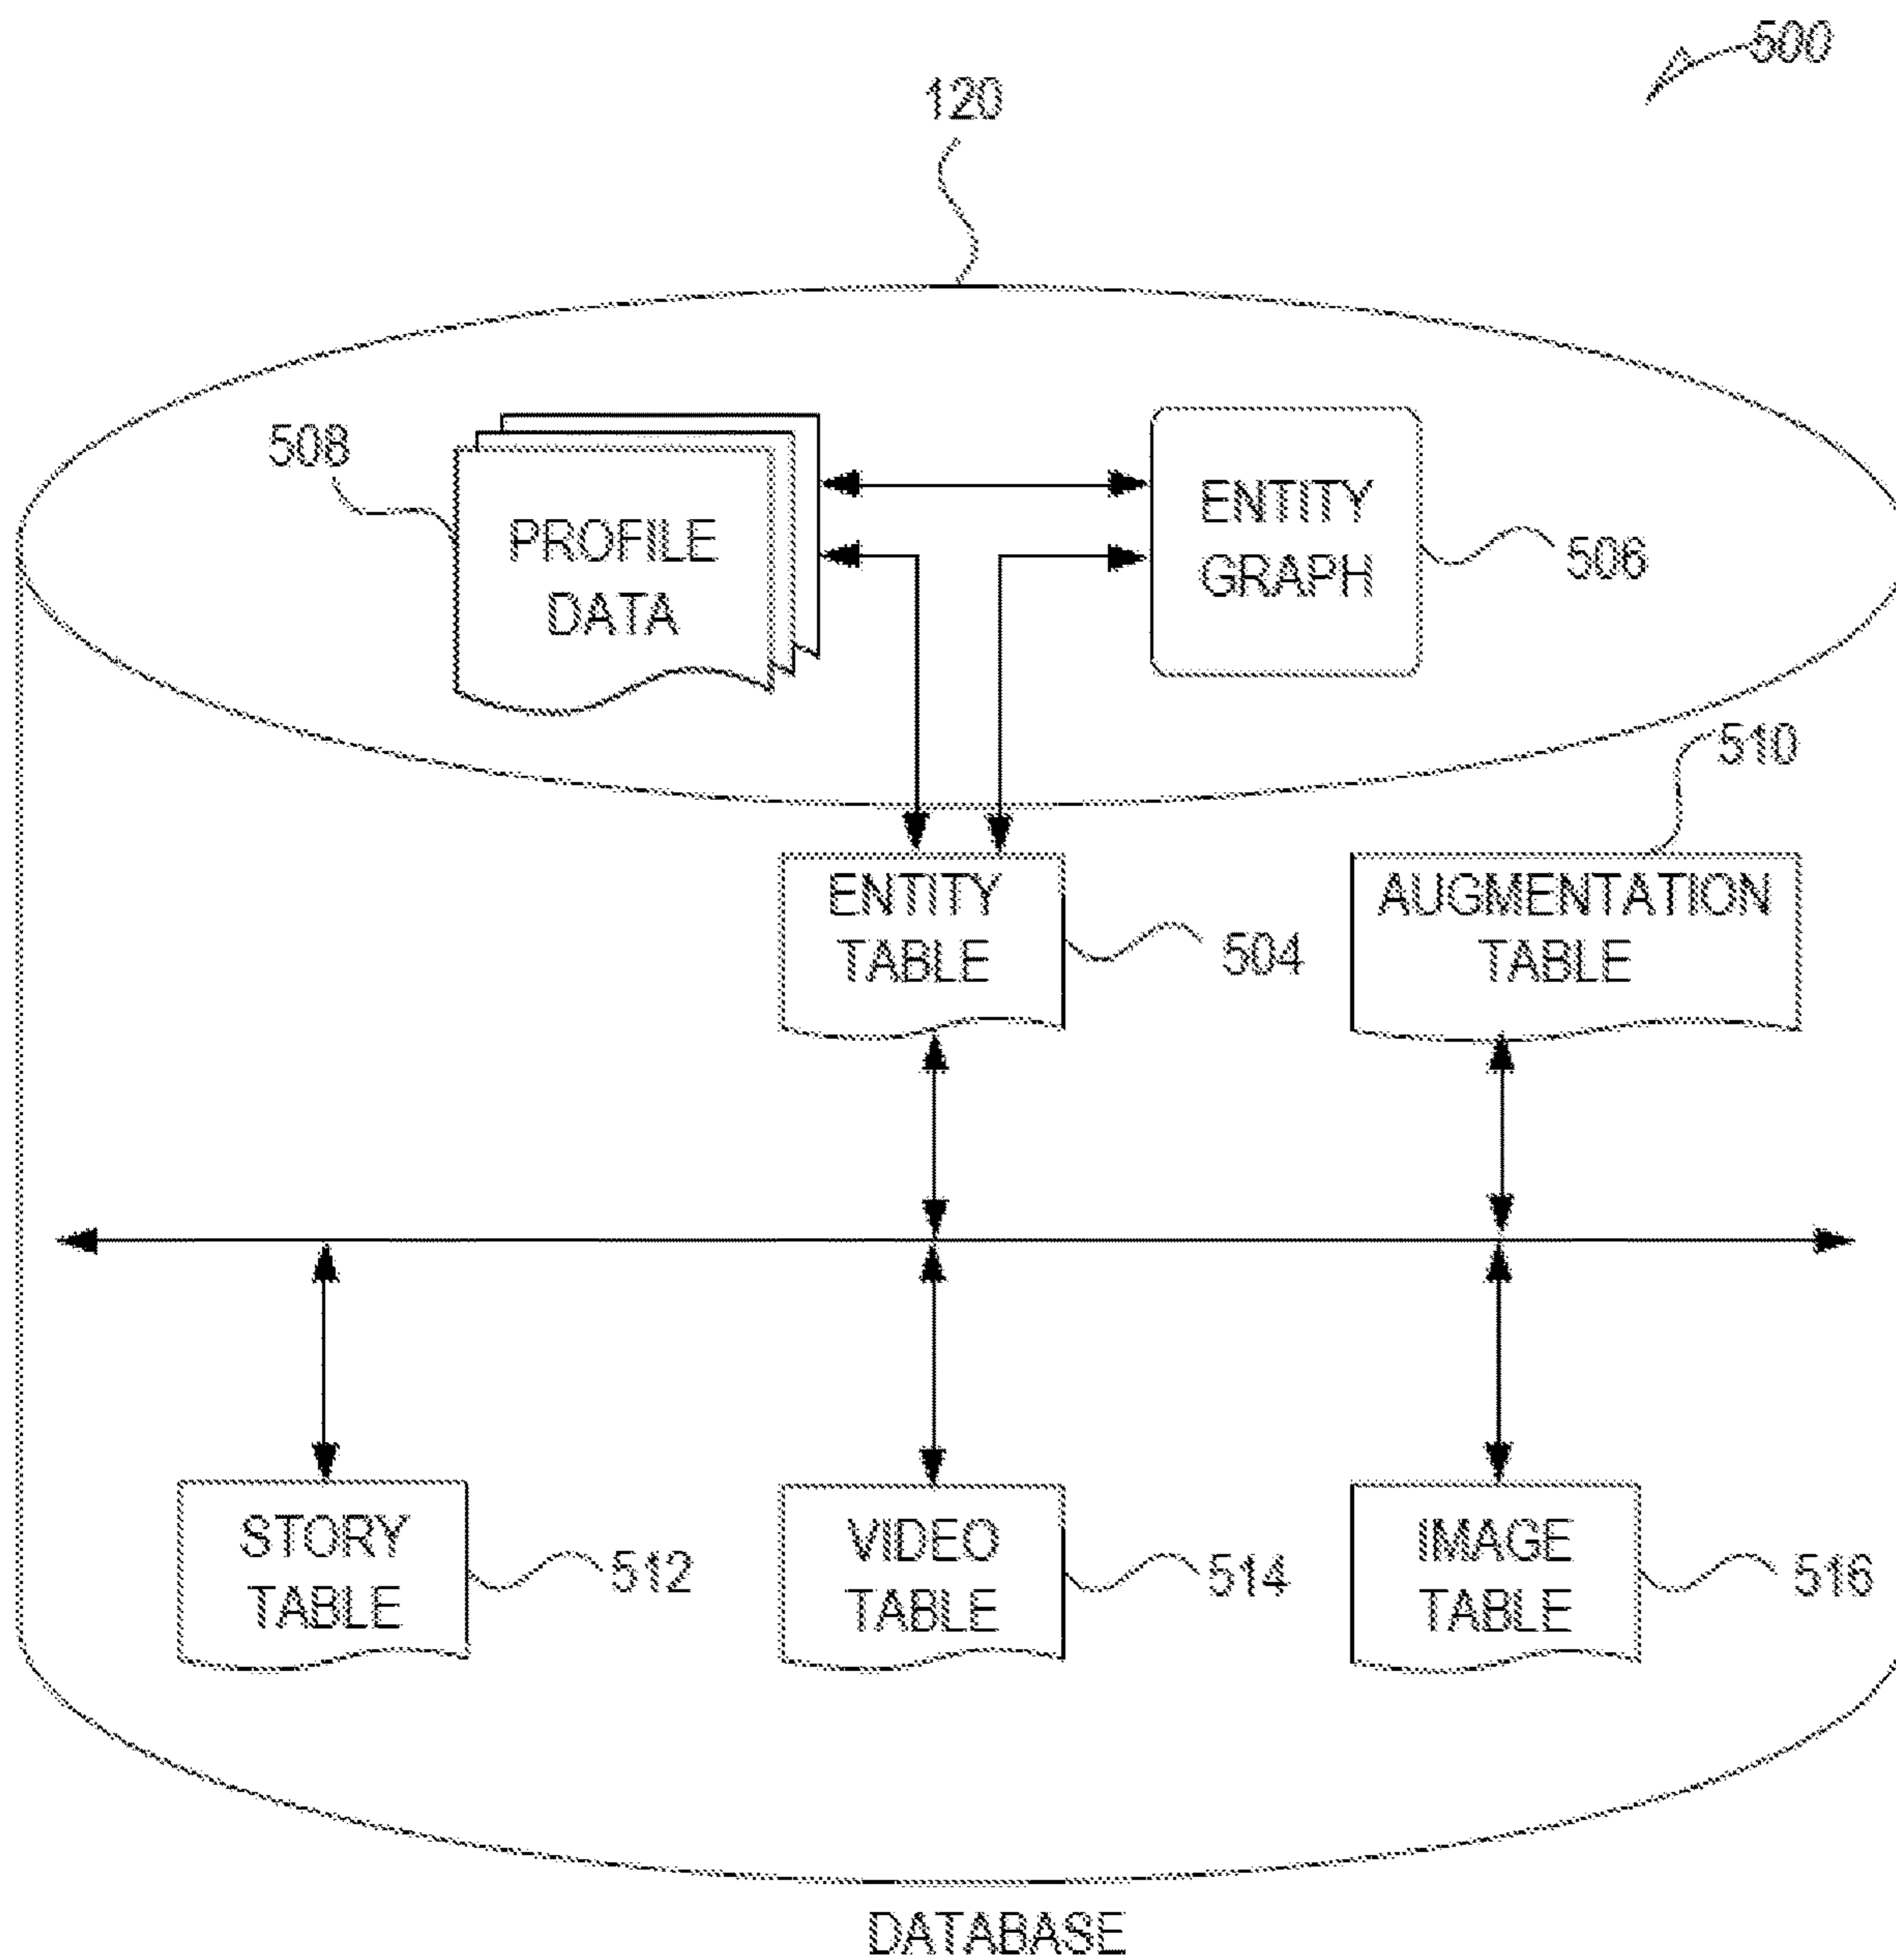 500
120
508
PROFILE
DATA
ENTITY
GRAPH
506
510
ENTITY
TABLE
504
AUGMENTATION
TABLE
STORY
TABLE
512
VIDEO
TABLE
514
IMAGE
TABLE
516
DATABASE